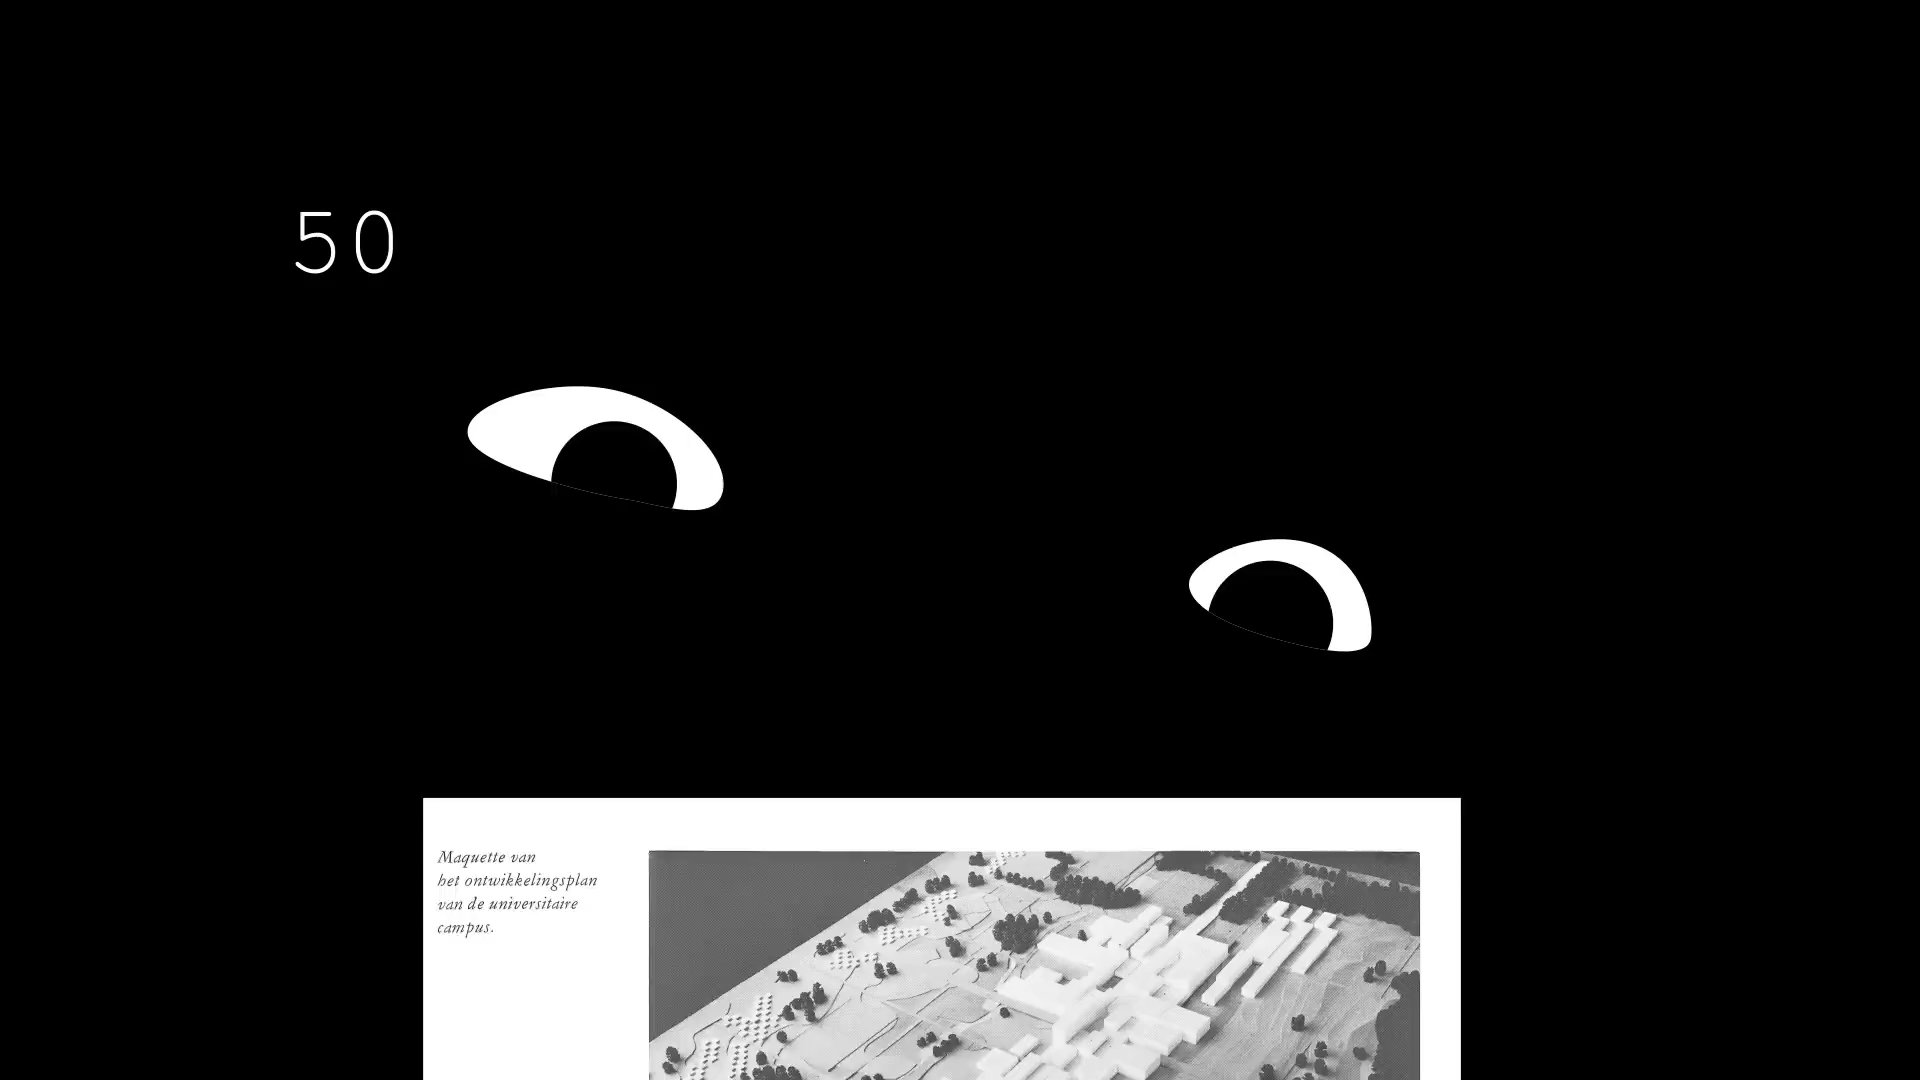 50
Maquette van
het ontwikkelingsplan
van de universitaire
campus.